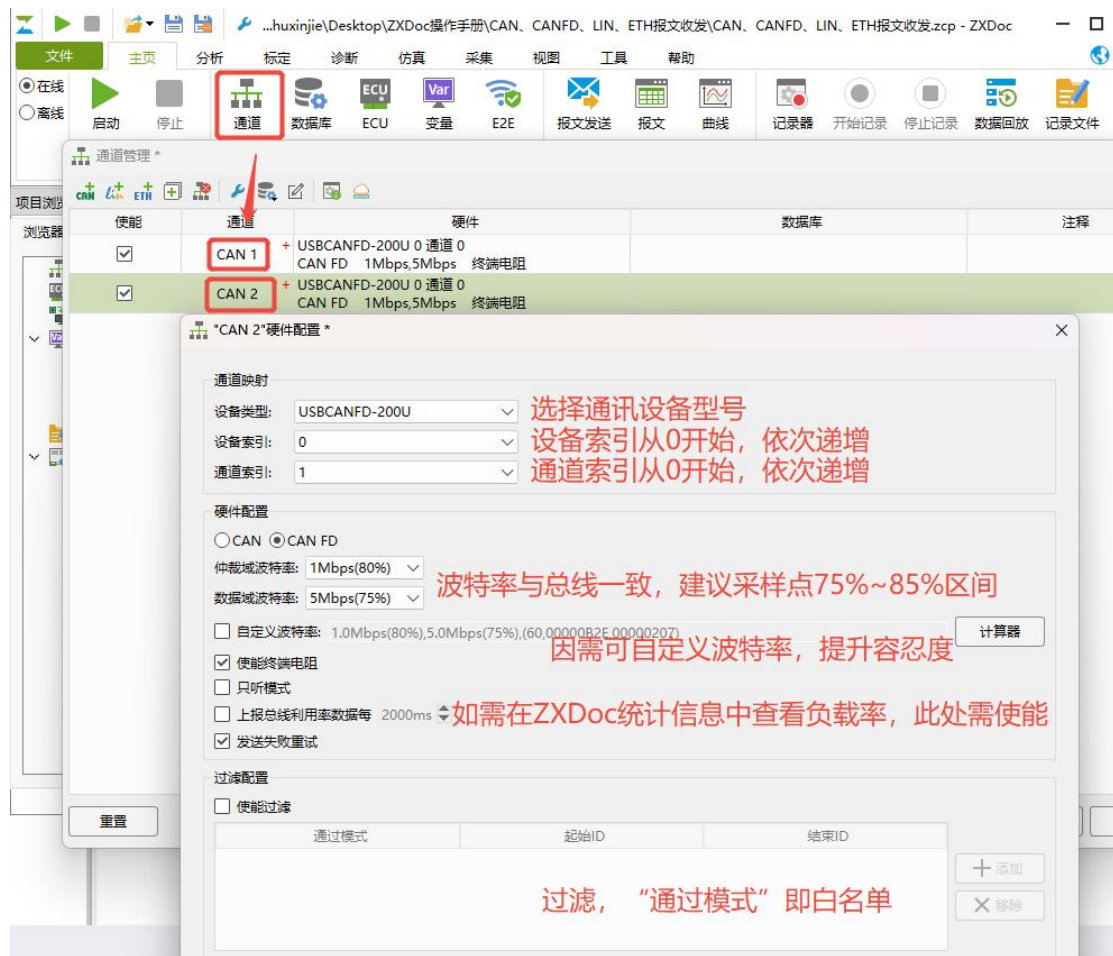 ...huxinjie\Desktop\ZXDoc操作手册\CAN、CANFD、LIN、ETH报文收发\CAN、CANFD、LIN、ETH报文收发.zcp - ZXDoc
文件 主页 分析 标定 诊断 仿真 采集 视图 工具 帮助
在线
离线
启动 停止 通道 数据库 ECU 变量 E2E 报文发送 报文 曲线 记录器 开始记录 停止记录 数据回放 记录文件
ECU Var
通道管理 *
项目浏
CAN Lin ETH
浏览器
使能 通道 硬件 数据库 注释
CAN 1 + USBCANFD-200U 0 通道 0
CAN FD 1Mbps,5Mbps 终端电阻
CAN 2 + USBCANFD-200U 0 通道 0
CAN FD 1Mbps,5Mbps 终端电阻
"CAN 2"硬件配置 *
通道映射
设备类型: USBCANFD-200U 选择通讯设备型号
设备索引: 0 设备索引从0开始，依次递增
通道索引: 1 通道索引从0开始，依次递增
硬件配置
CAN CAN FD
仲裁域波特率: 1Mbps(80%)
波特率与总线一致，建议采样点75%~85%区间
数据域波特率: 5Mbps(75%)
自定义波特率: 1.0Mbps(80%),5.0Mbps(75%),(60,00000B2E,00000207) 计算器
因需可自定义波特率，提升容忍度
使能终端电阻
只听模式
上报总线利用率数据每 2000ms 如需在ZXDoc统计信息中查看负载率，此处需使能
发送失败重试
过滤配置
使能过滤
重置
通过模式 起始ID 结束ID
添加
过滤，“通过模式”即白名单
移除